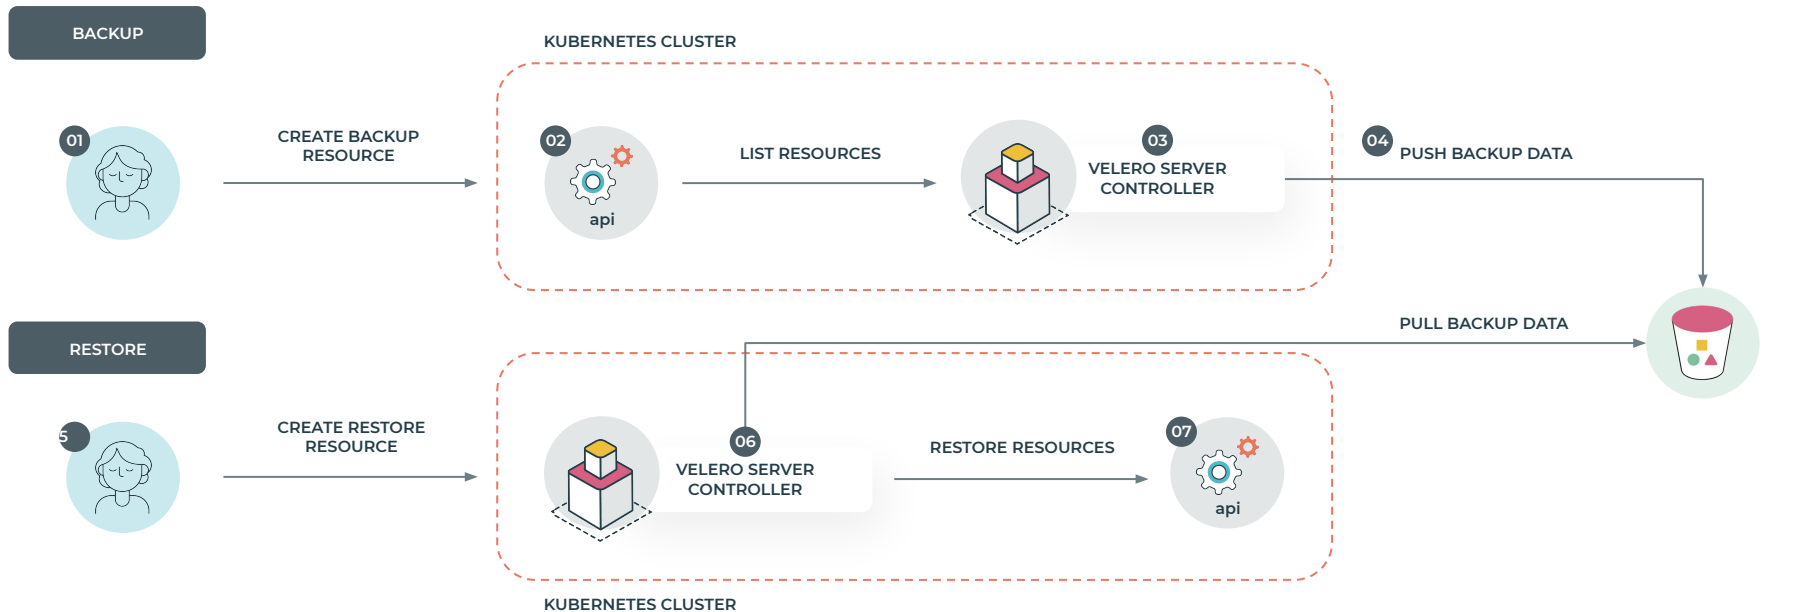 BACKUP
KUBERNETES CLUSTER
01
CREATE BACKUP
RESOURCE
02
api
LIST RESOURCES
03
VELERO SERVER
CONTROLLER
04
PUSH BACKUP DATA
RESTORE
PULL BACKUP DATA
5
CREATE RESTORE
RESOURCE
06
VELERO SERVER
CONTROLLER
RESTORE RESOURCES
07
api
KUBERNETES CLUSTER